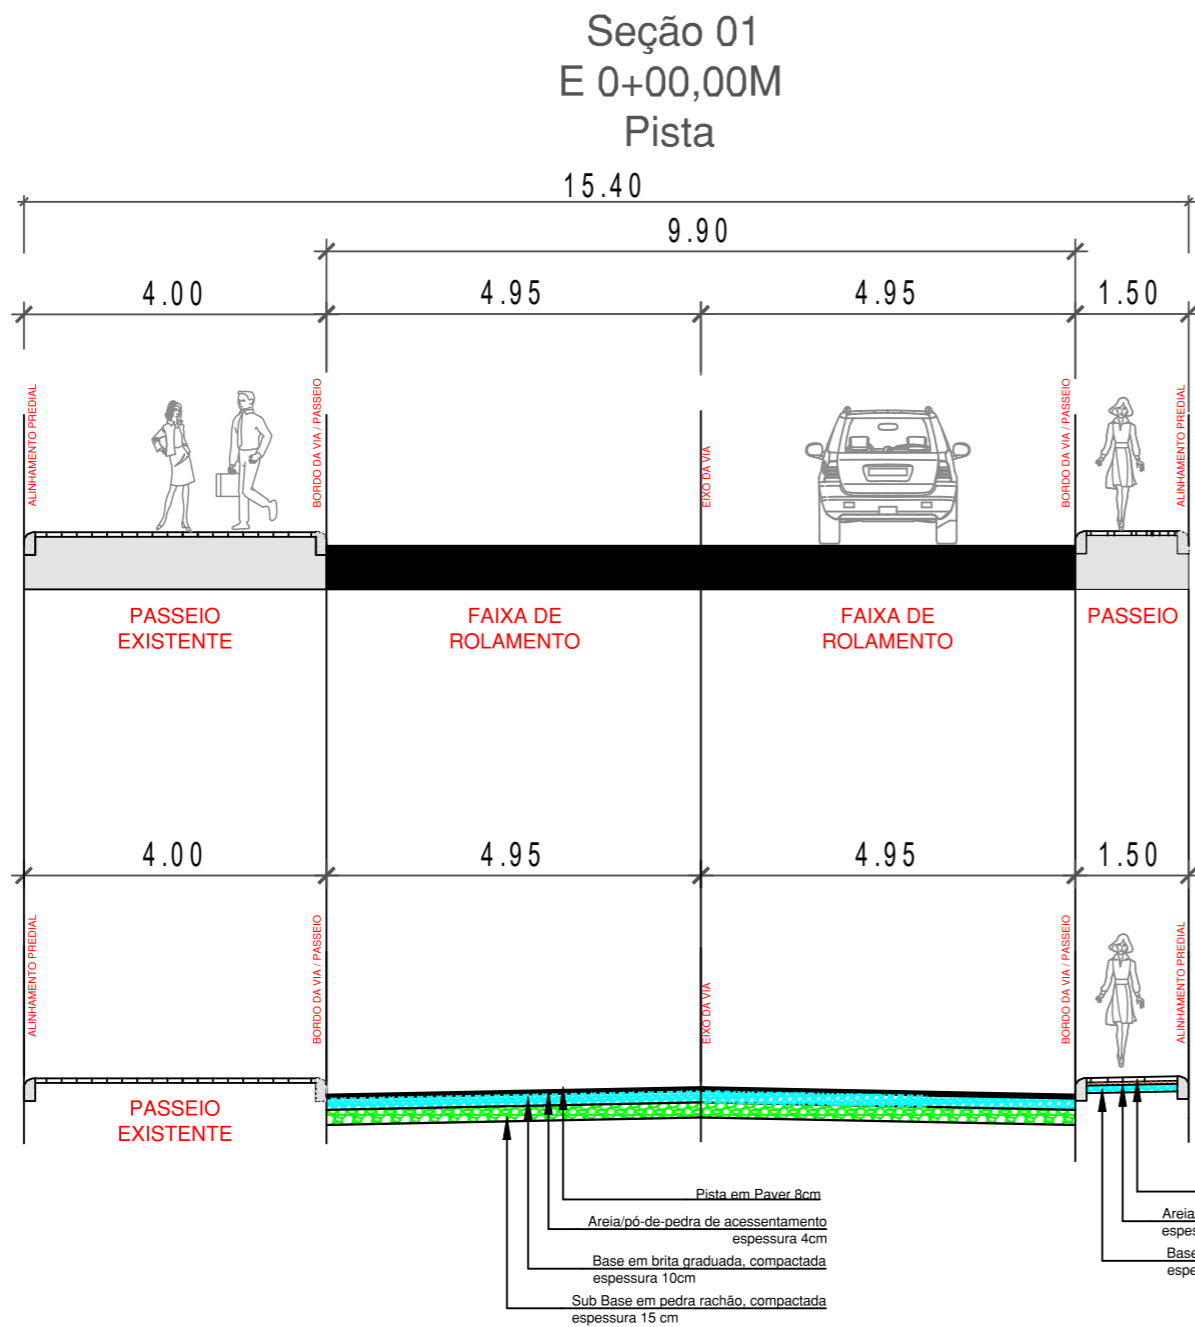 Seção 01
E 0+00,00M
Pista
15.40
9.90
4.00
4.95
4.95
1.50
ALINHAMENTO PREDIAL
BORDO DA VIA / PASSEIO
EIXO DA VIA
BORDO DA VIA / PASSEIO
ALINHAMENTO PREDIAL
PASSEIO
EXISTENTE
FAIXA DE
ROLAMENTO
FAIXA DE
ROLAMENTO
PASSEIO
4.00
4.95
4.95
1.50
ALINHAMENTO PREDIAL
BORDO DA VIA / PASSEIO
EIXO DA VIA
BORDO DA VIA / PASSEIO
ALINHAMENTO PREDIAL
PASSEIO
EXISTENTE
Pista em Paver 8cm
Areia/pó-de-pedra de acessentamento
espessura 4cm
Base em brita graduada, compactada
espessura 10cm
Sub Base em pedra rachão, compactada
espessura 15 cm
Areia/
espes
Base
espe